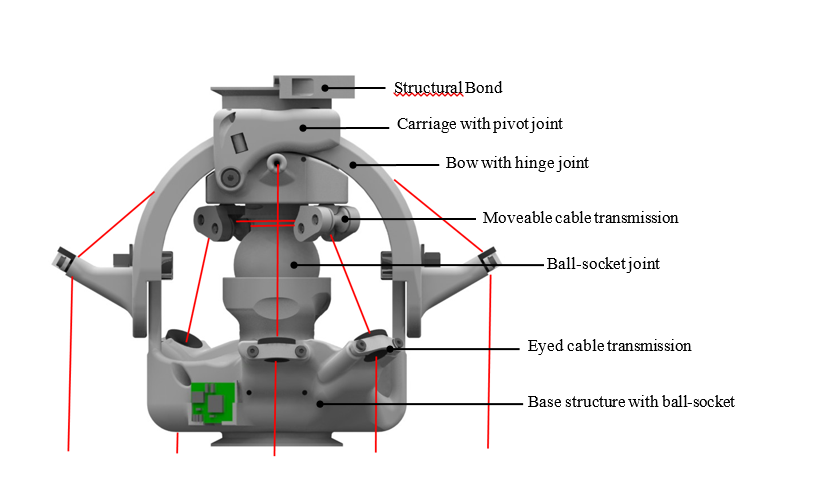 Structural Bond
Carriage with pivot joint
Bow with hinge joint
Moveable cable transmission
Ball-socket joint
Eyed cable transmission
Base structure with ball-socket